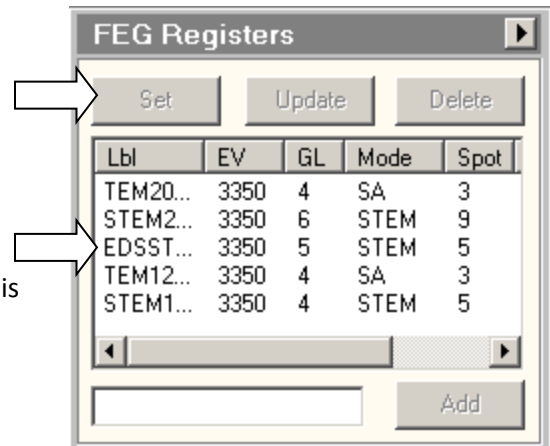 FEG Registers
Set Update Delete
Lbl EV GL Mode Spot
TEM20... 3350 4 SA 3
STEM2... 3350 6 STEM 9
EDSST... 3350 5 STEM 5
TEM12... 3350 4 SA 3
is
STEM1... 3350 4 STEM 5
Add